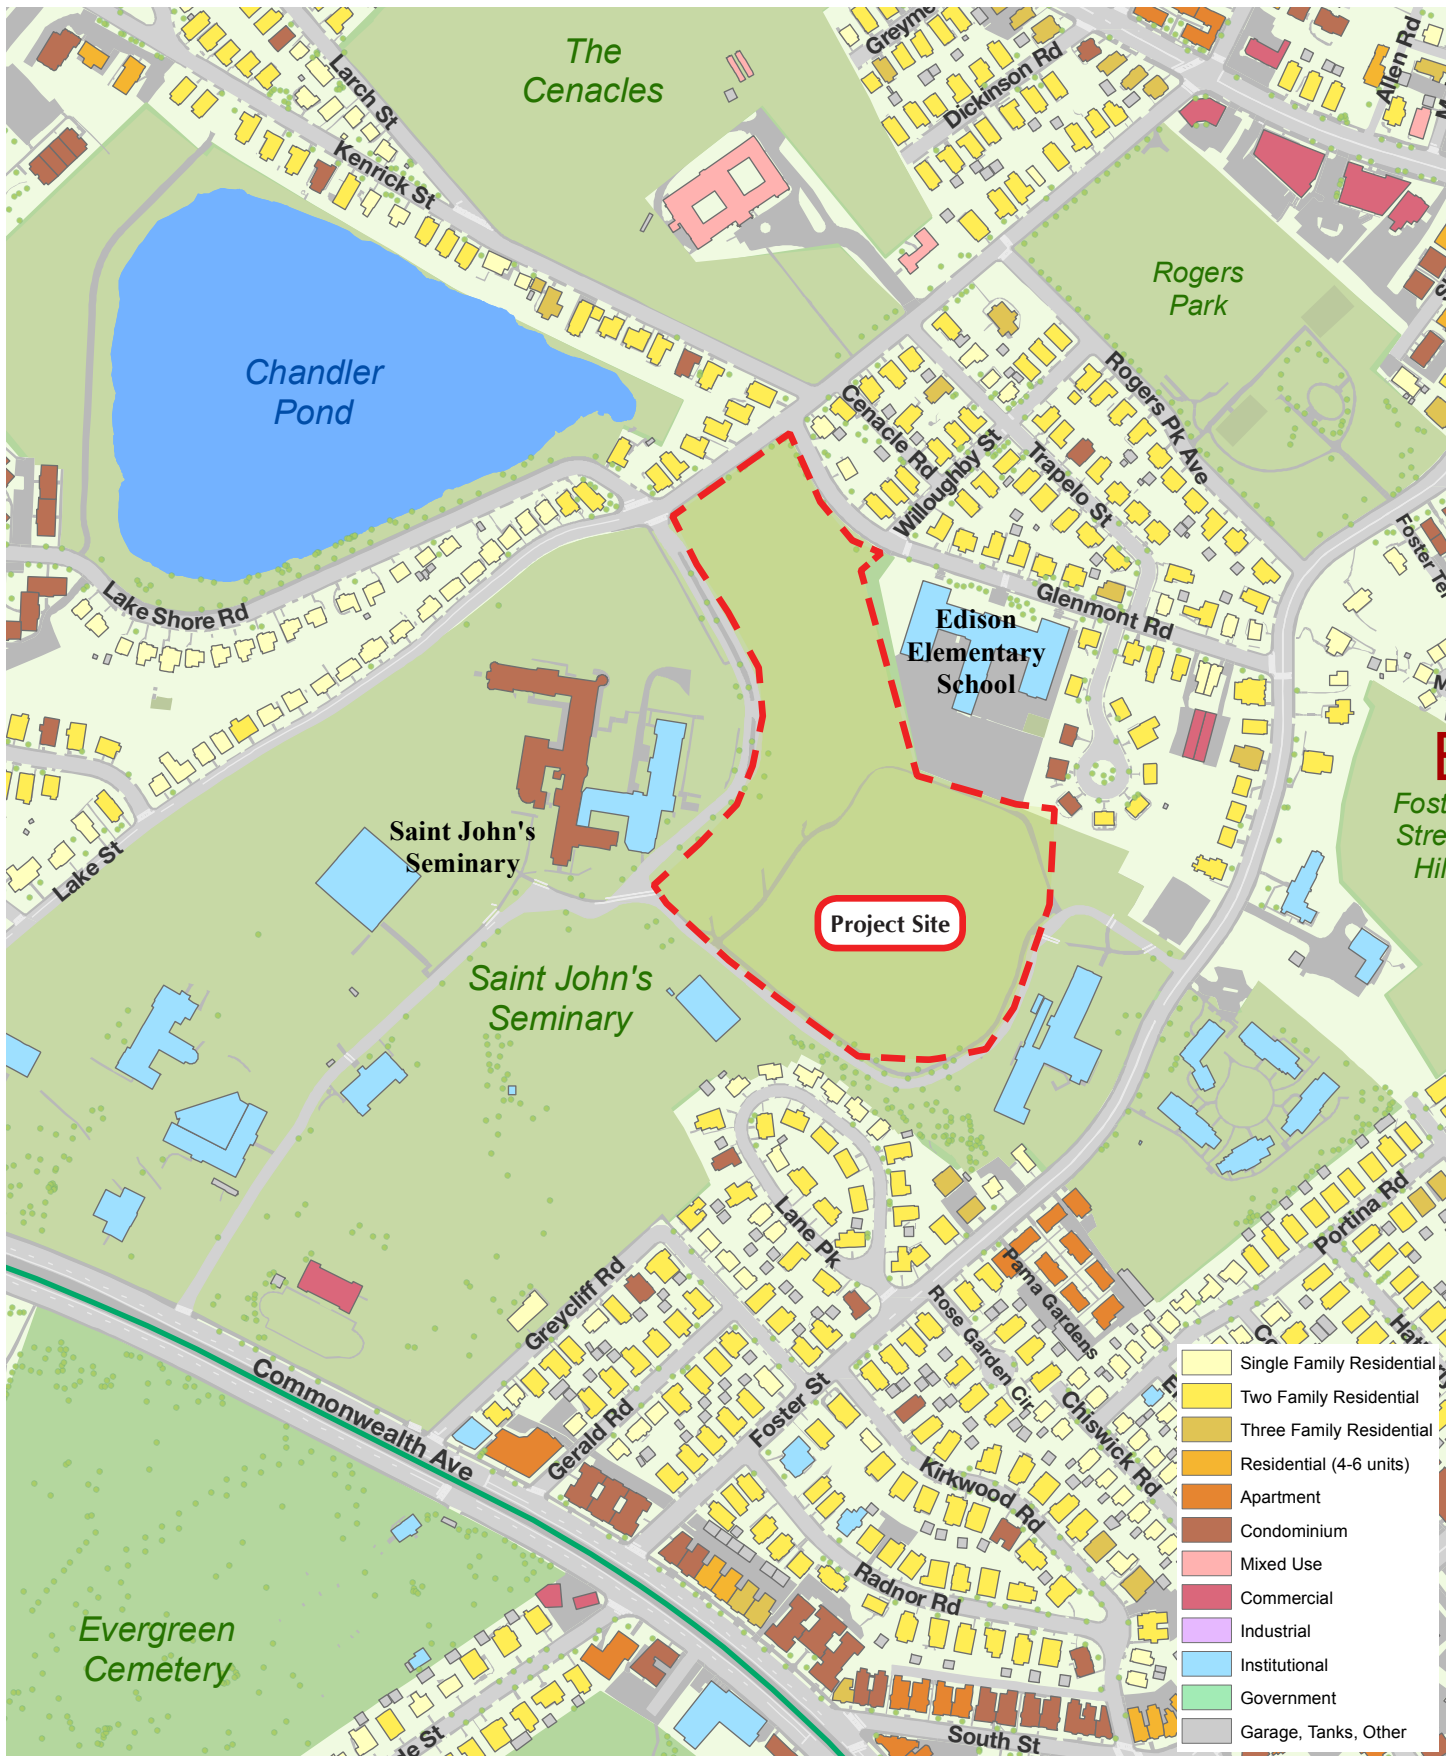 The
Cenacles
Larch St
Kenrick St
Dickinson Rd
Allen Rd
Rogers
Park
Chandler
Pond
Cenacle Rd
Willoughby St
Trapelo St
Rogers Pk Ave
Lake Shore Rd
Glenmont Rd
Edison
Elementary
School
Saint John's
Seminary
Lake St
Project Site
Saint John's
Seminary
Lane Pk
Greycliff Rd
Gerald Rd
Foster St
Commonwealth Ave
Pama Gardens
Rose Garden Cir
Portina Rd
Chiswick Rd
Kirkwood Rd
Radnor Rd
South St
Evergreen
Cemetery
Single Family Residential
Two Family Residential
Three Family Residential
Residential (4-6 units)
Apartment
Condominium
Mixed Use
Commercial
Industrial
Institutional
Government
Garage, Tanks, Other